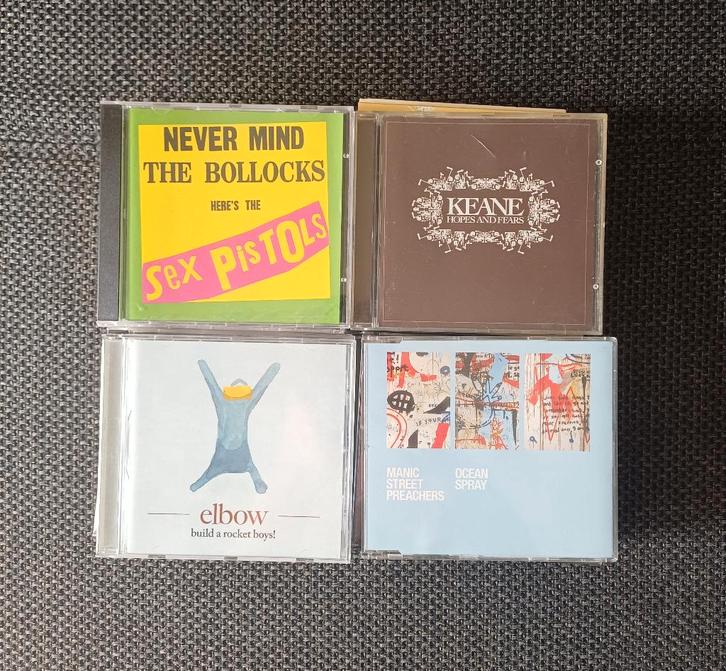 NEVER MIND
THE BOLLOCKS
HERE'S THE
Sex PiSTOLS
KEANE
HOPES AND FEARS
elbow
build a rocket boys!
MANIC
STREET
PREACHERS
OCEAN
SPRAY